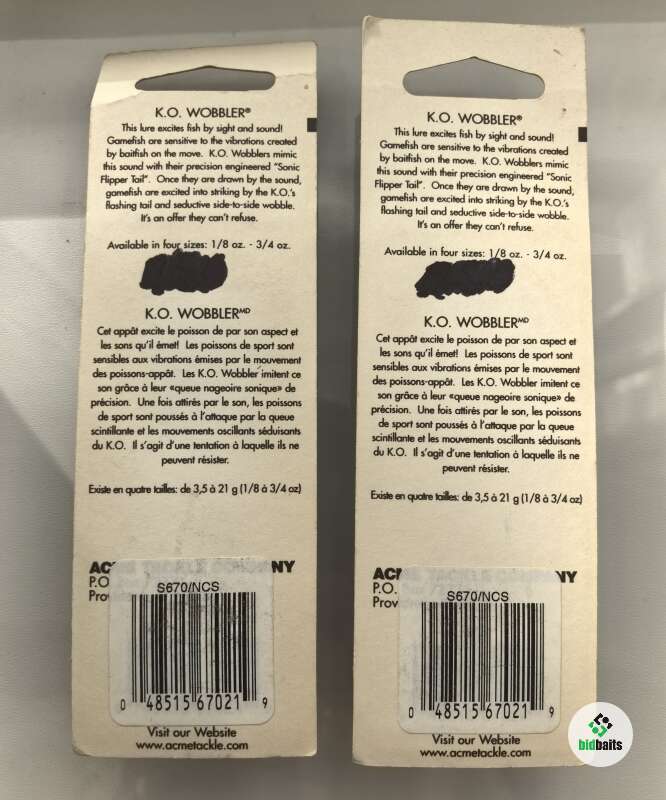 K.O. WOBBLER®
This lure excites fish by sight and sound!
Gamefish are sensitive to the vibrations created
by baitfish on the move. K.O. Wobblers mimic
this sound with their precision engineered "Sonic
Flipper Tail". Once they are drawn by the sound,
gamefish are excited into striking by the K.O.'s
flashing tail and seductive side-to-side wobble.
It's an offer they can't refuse.
Available in four sizes: 1/8 oz. - 3/4 oz.
K.O. WOBBLERMD
Cet appât excite le poisson de par son aspect et
les sons qu'il émet! Les poissons de sport sont
sensibles aux vibrations émises par le mouvement
des poissons-appât. Les K.O. Wobbler imitent ce
son grâce à leur «queue nageoire sonique» de
précision. Une fois attirés par le son, les poissons
de sport sont poussés à l'attaque par la queue
scintillante et les mouvements oscillants séduisants
du K.O. Il s'agit d'une tentation à laquelle ils ne
peuvent résister.
Existe en quatre tailles: de 3,5 à 21 g (1/8 à 3/4 oz)
ACME TACKLE COMPANY
P.O.
S670/NCS
0 48515 67021 9
Visit our Website
www.acmetackle.com
K.O. WOBBLER®
This lure excites fish by sight and sound!
Gamefish are sensitive to the vibrations created
by baitfish on the move. K.O. Wobblers mimic
this sound with their precision engineered "Sonic
Flipper Tail". Once they are drawn by the sound,
gamefish are excited into striking by the K.O.'s
flashing tail and seductive side-to-side wobble.
It's an offer they can't refuse.
Available in four sizes: 1/8 oz. - 3/4 oz.
K.O. WOBBLERMD
Cet appât excite le poisson de par son aspect et
les sons qu'il émet! Les poissons de sport sont
sensibles aux vibrations émises par le mouvement
des poissons-appât. Les K.O. Wobbler imitent ce
son grâce à leur «queue nageoire sonique» de
précision. Une fois attirés par le son, les poissons
de sport sont poussés à l'attaque par la queue
scintillante et les mouvements oscillants séduisants
du K.O. Il s'agit d'une tentation à laquelle ils ne
peuvent résister.
Existe en quatre tailles: de 3,5 à 21 g (1/8 à 3/4 oz)
ACME TACKLE COMPANY
P.O.
S670/NCS
0 48515 67021 9
Visit our Website
www.acmetackle.com
bidbaits